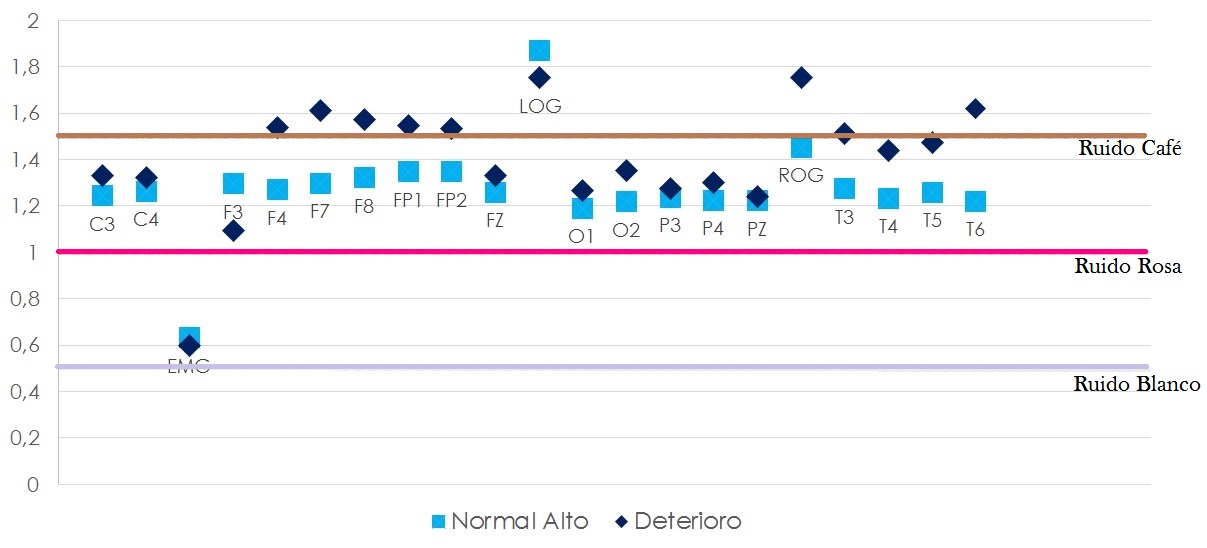 2
1,8
1,6
1,4
1,2
1
0,8
0,6
0,4
0,2
0
LOG
Ruido Café
ROG
C3
C4
F3
F4
F7
F8
FP1
FP2
FZ
O1
O2
P3
P4
PZ
T3
T4
T5
T6
Ruido Rosa
EMG
Ruido Blanco
Normal Alto
Deterioro